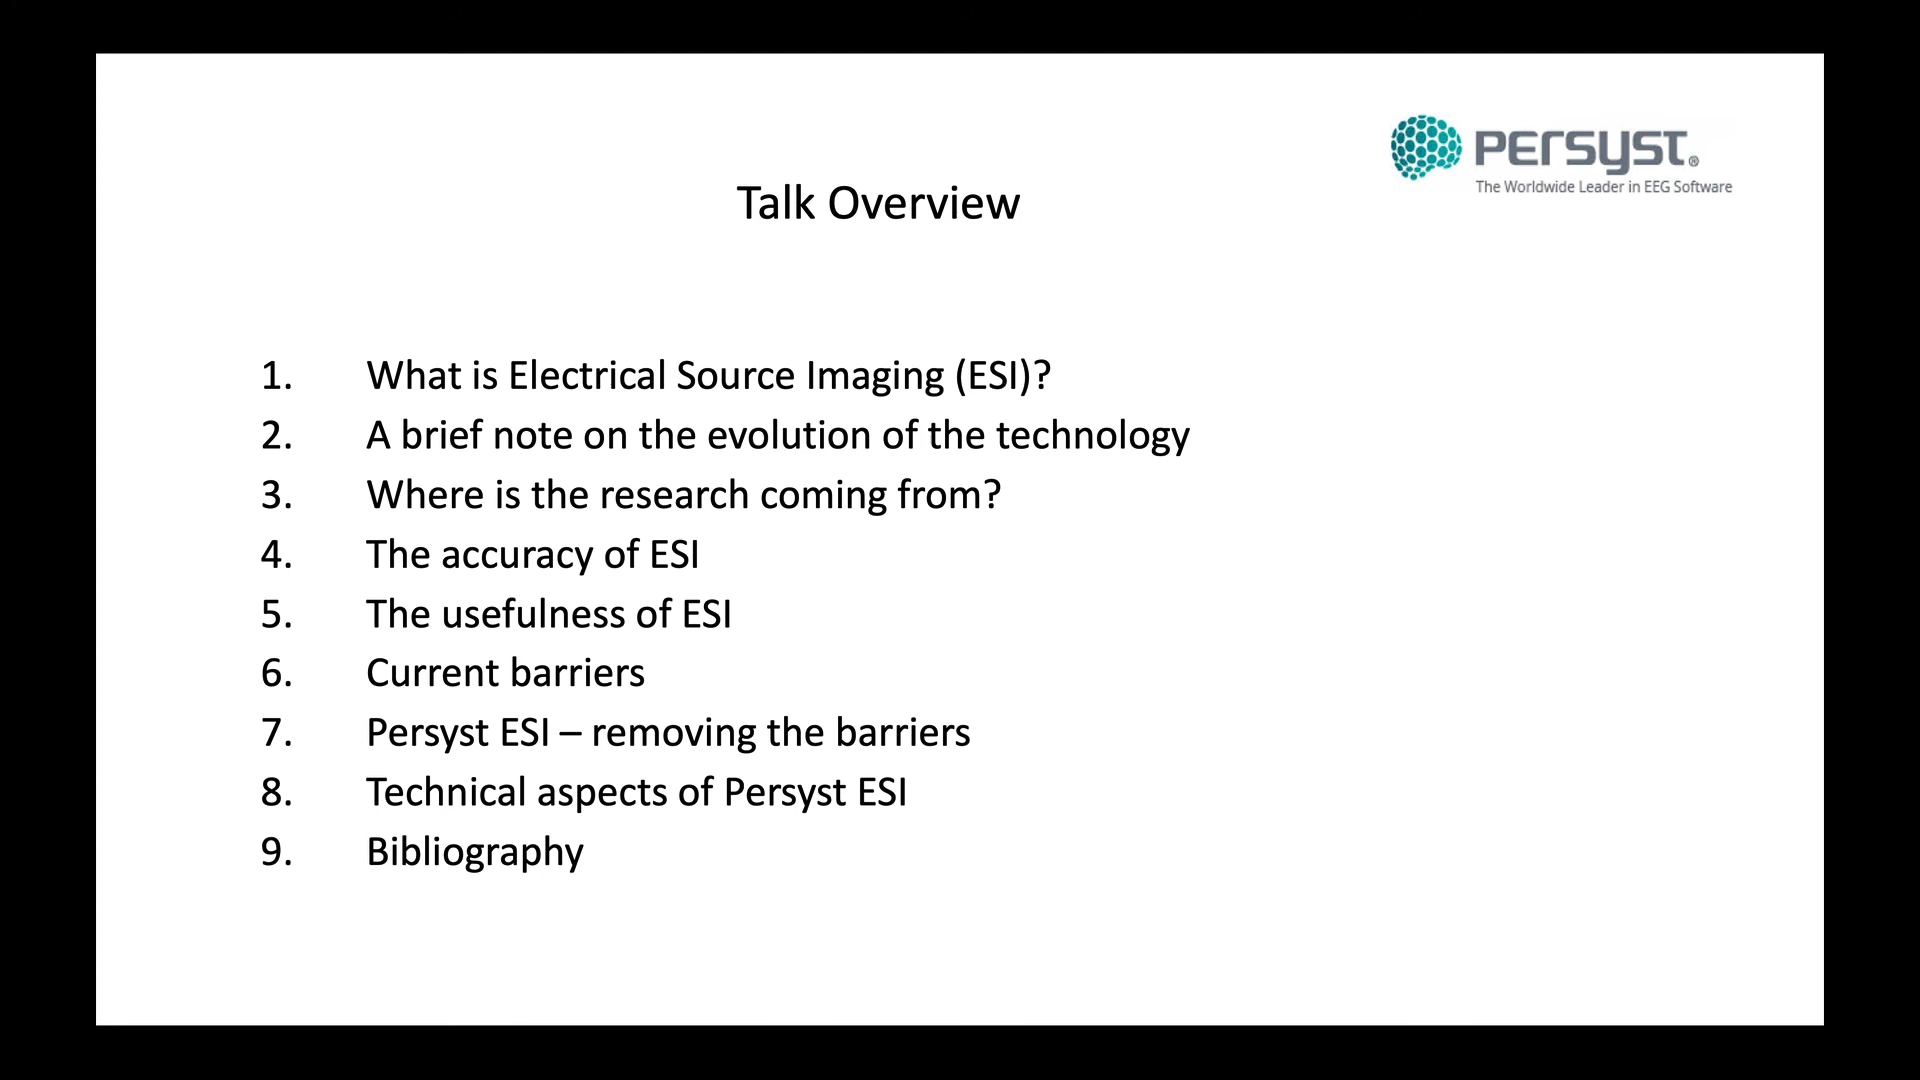 PERSYST®
The Worldwide Leader in EEG Software
Talk Overview
1. What is Electrical Source Imaging (ESI)?
2. A brief note on the evolution of the technology
3. Where is the research coming from?
4. The accuracy of ESI
5. The usefulness of ESI
6. Current barriers
7. Persyst ESI – removing the barriers
8. Technical aspects of Persyst ESI
9. Bibliography